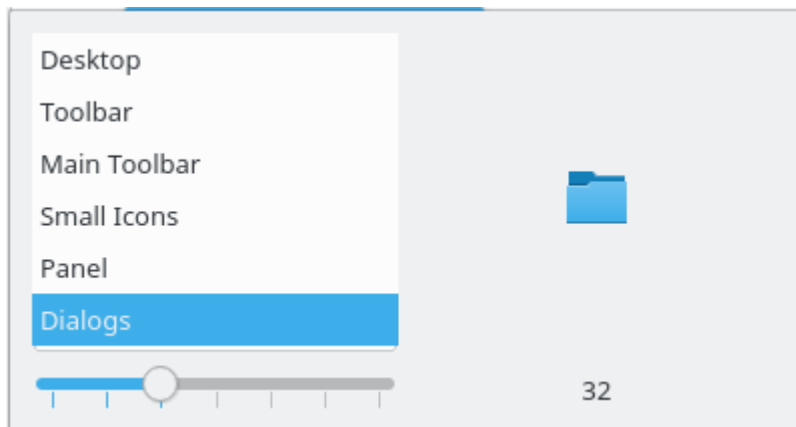 Desktop
Toolbar
Main Toolbar
Small Icons
Panel
Dialogs
32